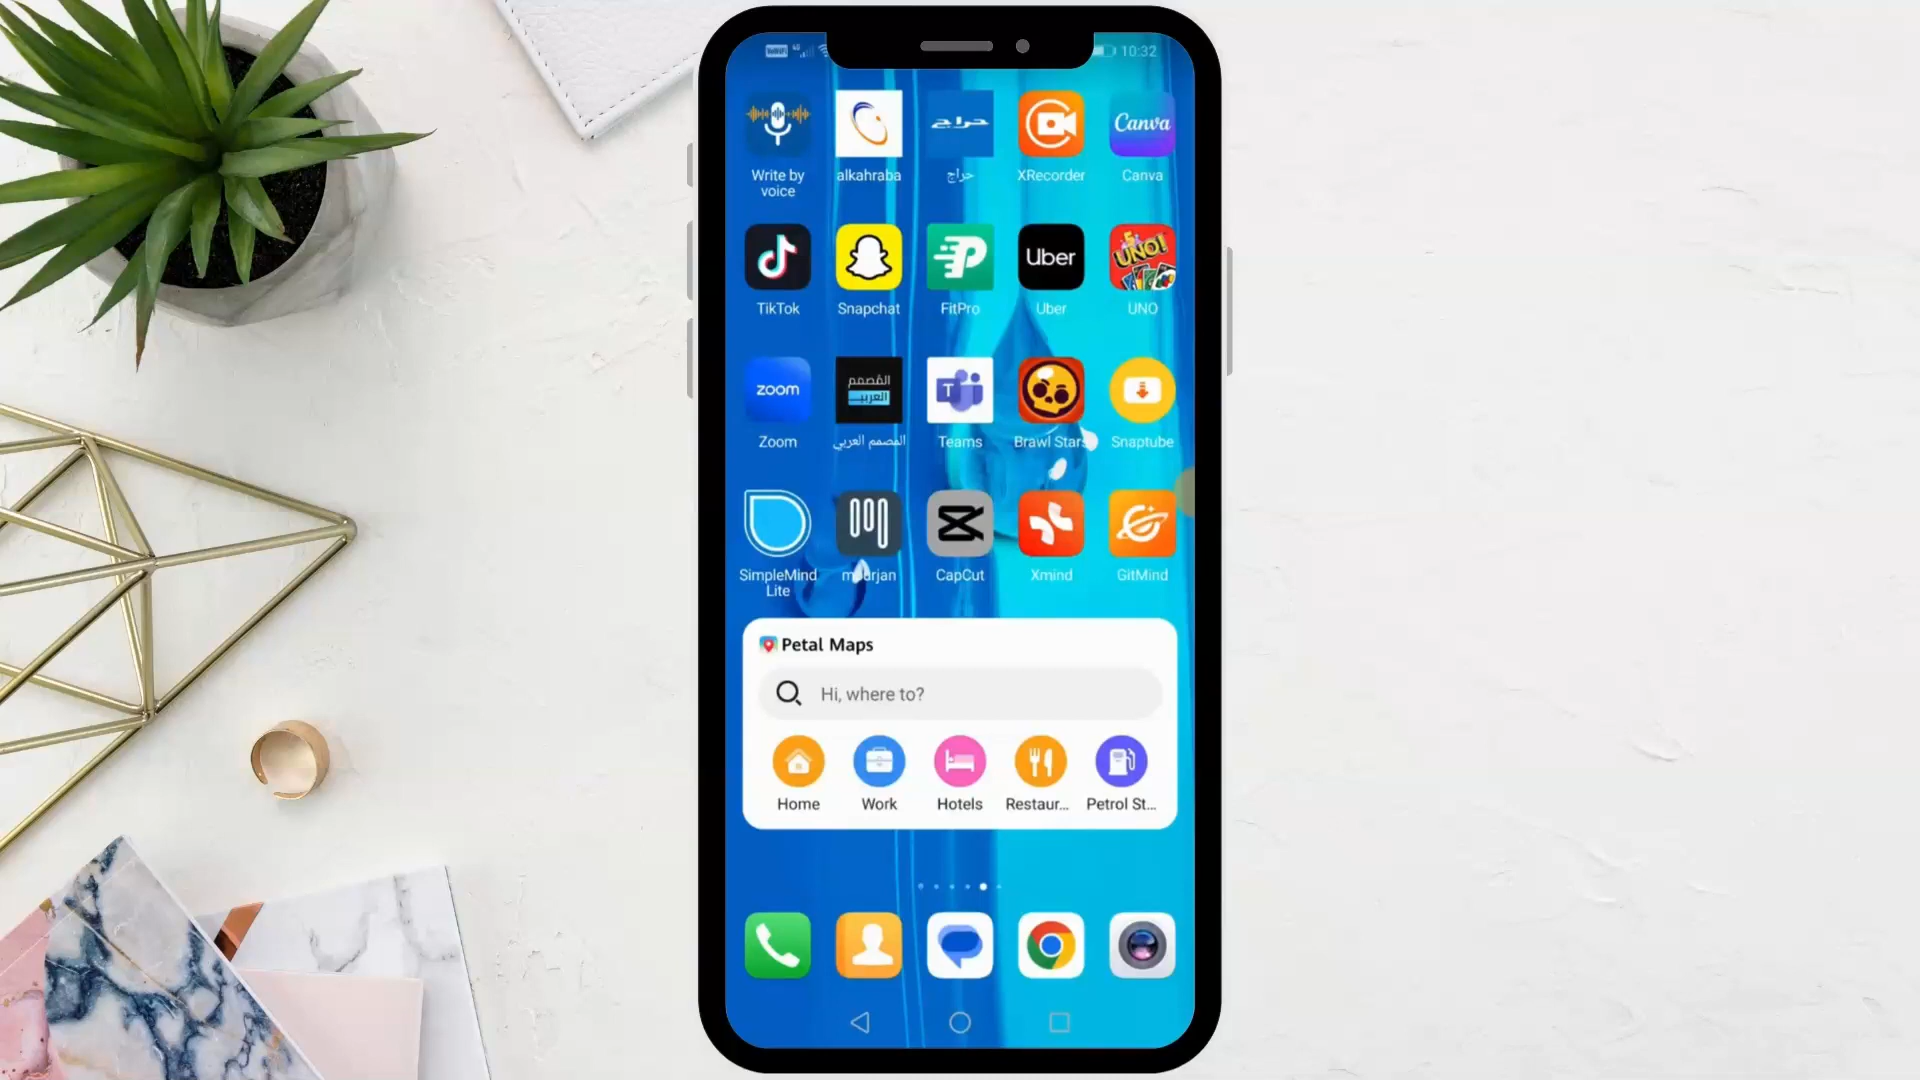 10:32
Canva
حراج
Write by
voice
alkahraba
حراج
XRecorder
Canva
Uber
UNO!
TikTok
Snapchat
FitPro
Uber
UNO
zoom
المصمم
العربي
T
Zoom
المصمم العربي
Teams
Brawl Stars
Snaptube
SimpleMind
Lite
mourjan
CapCut
Xmind
GitMind
Petal Maps
Hi, where to?
Home
Work
Hotels
Restaur...
Petrol St...